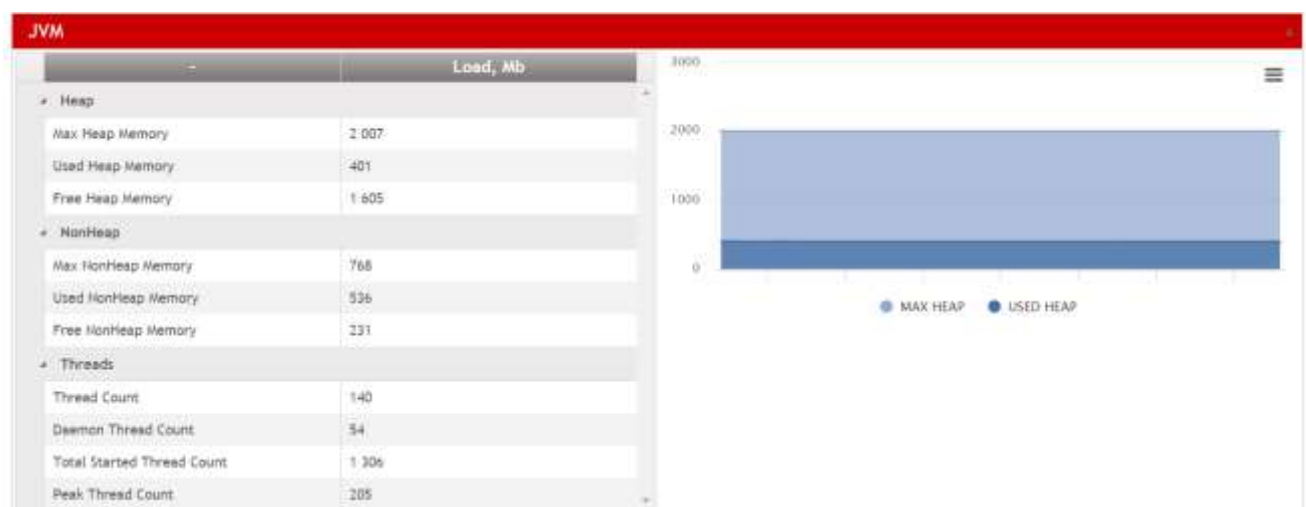 JVM
- Load, Mb
Heap
Max Heap Memory 2 007
Used Heap Memory 401
Free Heap Memory 1 605
NonHeap
Max NonHeap Memory 768
Used NonHeap Memory 536
Free NonHeap Memory 231
Threads
Thread Count 140
Daemon Thread Count 54
Total Started Thread Count 1 306
Peak Thread Count 205
3000
2000
1000
0
MAX HEAP USED HEAP